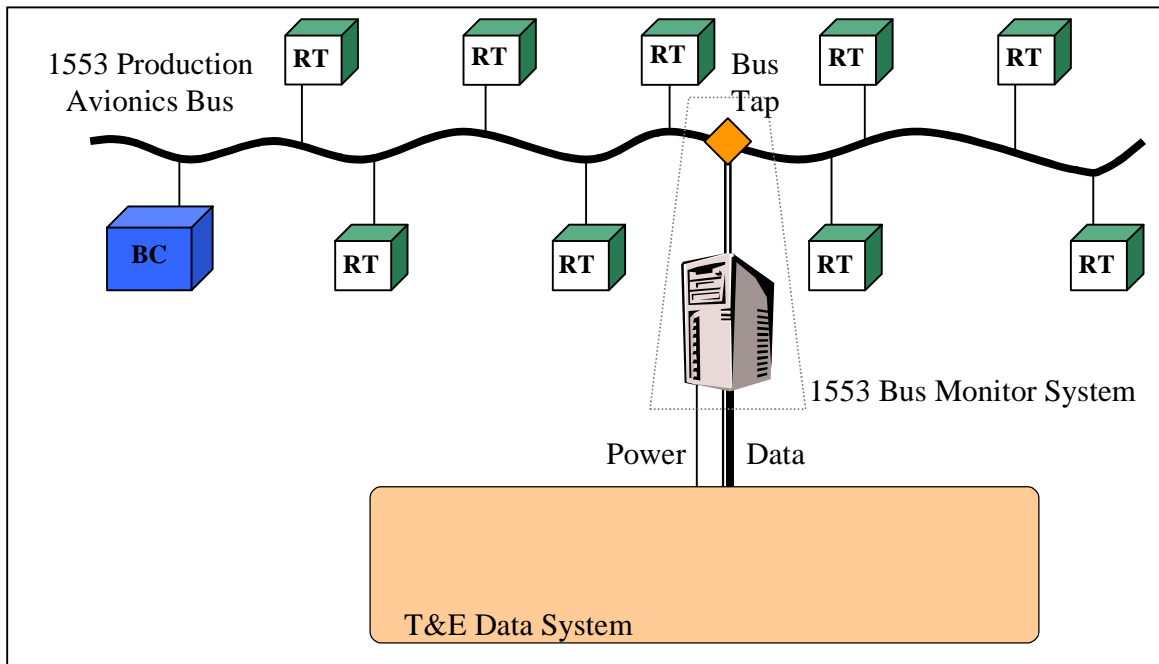 RT
RT
RT
RT
RT
1553 Production
Avionics Bus
Bus
Tap
BC
RT
RT
RT
RT
1553 Bus Monitor System
Power
Data
T&E Data System